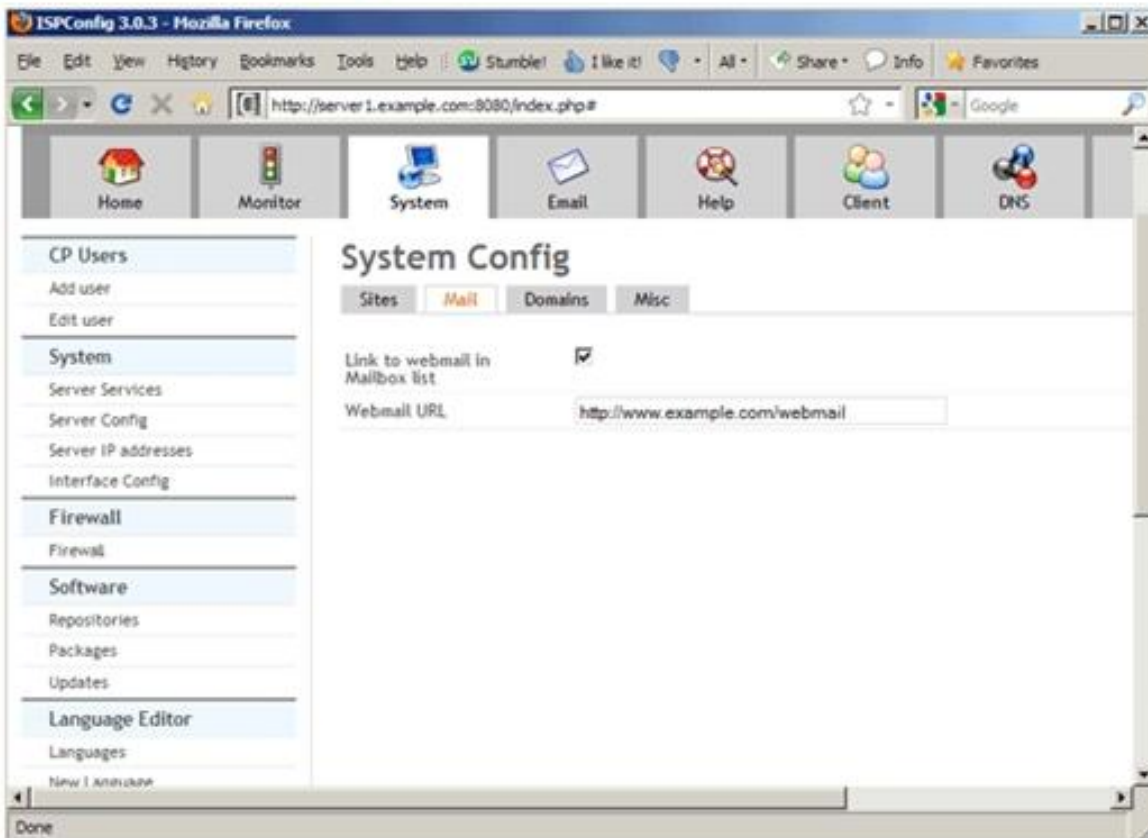 ISPConfig 3.0.3 - Mozilla Firefox
File Edit View History Bookmarks Tools Help Stumble! I like it! All Share Info Favorites
http://server1.example.com:8080/index.php# Google
Home Monitor System Email Help Client DNS
CP Users
Add user
Edit user
System
Server Services
Server Config
Server IP addresses
Interface Config
Firewall
Firewall
Software
Repositories
Packages
Updates
Language Editor
Languages
New Language
System Config
Sites Mail Domains Misc
Link to webmail in
Mailbox list
Webmail URL http://www.example.com/webmail
Done